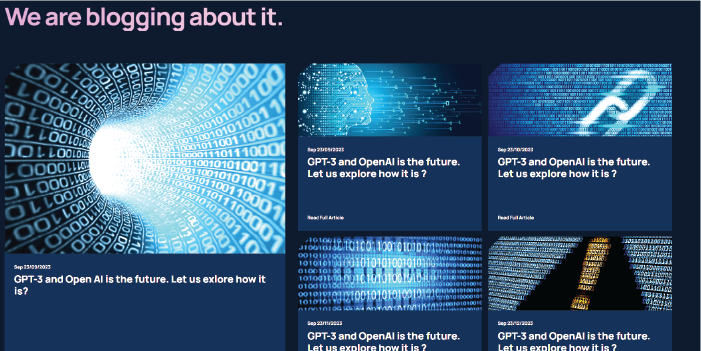 We are blogging about it.
Sep 23/09/2023
GPT-3 and Open AI is the future. Let us exlore how it
is?
Sep 23/09/2023
GPT-3 and OpenAI is the future.
Let us explore how it is ?
Read Full Article
Sep 23/10/2023
GPT-3 and OpenAI is the future.
Let us explore how it is ?
Read Full Article
Sep 23/11/2023
GPT-3 and OpenAI is the future.
Let us explore how it is ?
Sep 23/12/2023
GPT-3 and OpenAI is the future.
Let us explore how it is ?